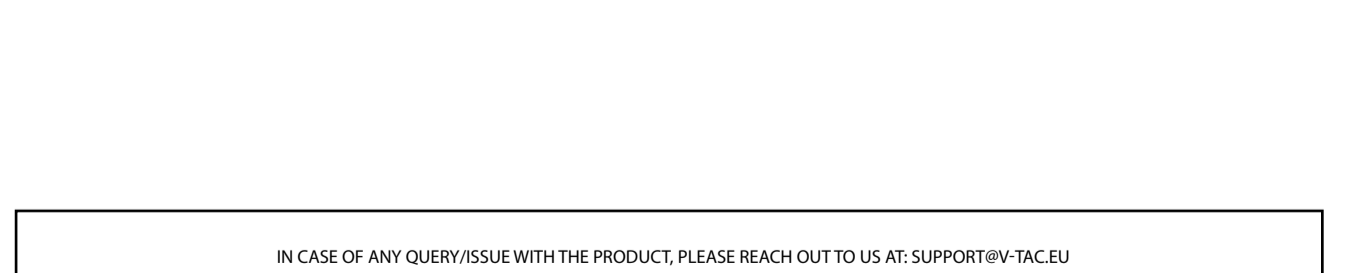 IN CASE OF ANY QUERY/ISSUE WITH THE PRODUCT, PLEASE REACH OUT TO US AT: SUPPORT@V-TAC.EU